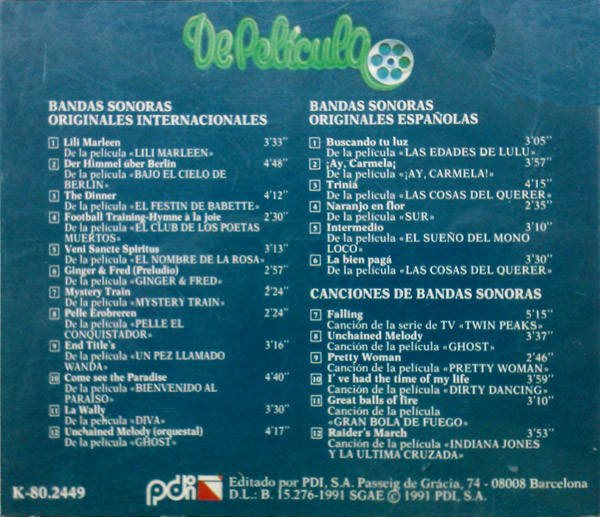 De Película
BANDAS SONORAS
ORIGINALES INTERNACIONALES
1 Lili Marleen 3'33"
De la película «LILI MARLEEN»
2 Der Himmel über Berlin 4'48"
De la película «BAJO EL CIELO DE
BERLIN»
3 The Dinner 4'12"
De la película «EL FESTIN DE BABETTE»
4 Football Training-Hymne à la joie 2'30"
De la película «EL CLUB DE LOS POETAS
MUERTOS»
5 Veni Sancte Spiritus 3'13"
De la película «EL NOMBRE DE LA ROSA»
6 Ginger & Fred (Preludio) 2'57"
De la película «GINGER & FRED»
7 Mystery Train 2'24"
De la película «MYSTERY TRAIN»
8 Pelle Erobreren 2'24"
De la película «PELLE EL
CONQUISTADOR»
9 End Title's 3'16"
De la película «UN PEZ LLAMADO
WANDA»
10 Come see the Paradise 4'40"
De la película «BIENVENIDO AL
PARAÍSO»
11 La Wally 3'30"
De la película «DIVA»
12 Unchained Melody (orquestal) 4'17"
De la película «GHOST»
BANDAS SONORAS
ORIGINALES ESPAÑOLAS
1 Buscando tu luz 3'05"
De la película «LAS EDADES DE LULU»
2 ¡Ay, Carmela¡ 3'57"
De la película «¡AY, CARMELA!»
3 Triniá 4'15"
De la película «LAS COSAS DEL QUERER»
4 Naranjo en flor 2'35"
De la película «SUR»
5 Intermedio 3'10"
De la película «EL SUEÑO DEL MONO
LOCO»
6 La bien pagá 3'30"
De la película «LAS COSAS DEL QUERER»
CANCIONES DE BANDAS SONORAS
7 Falling 5'15"
Canción de la serie de TV «TWIN PEAKS»
8 Unchained Melody 3'37"
Canción de la película «GHOST»
9 Pretty Woman 2'46"
Canción de la película «PRETTY WOMAN»
10 I've had the time of my life 3'59"
Canción de la película «DIRTY DANCING»
11 Great balls of fire 3'10"
Canción de la película
«GRAN BOLA DE FUEGO»
12 Raider's March 3'53"
Canción de la película «INDIANA JONES
Y LA ULTIMA CRUZADA»
K-80.2449
pdi
Editado por PDI, S.A. Passeig de Grácia, 74 - 08008 Barcelona
D.L.: B. 15.276-1991 SGAE © 1991 PDI, S.A.